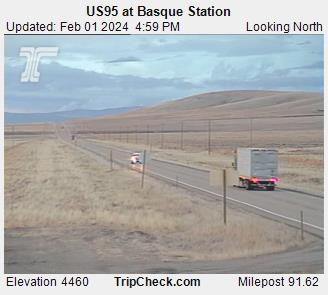 US95 at Basque Station
Updated: Feb 01 2024  4:59 PM Looking North
Elevation 4460 TripCheck.com Milepost 91.62